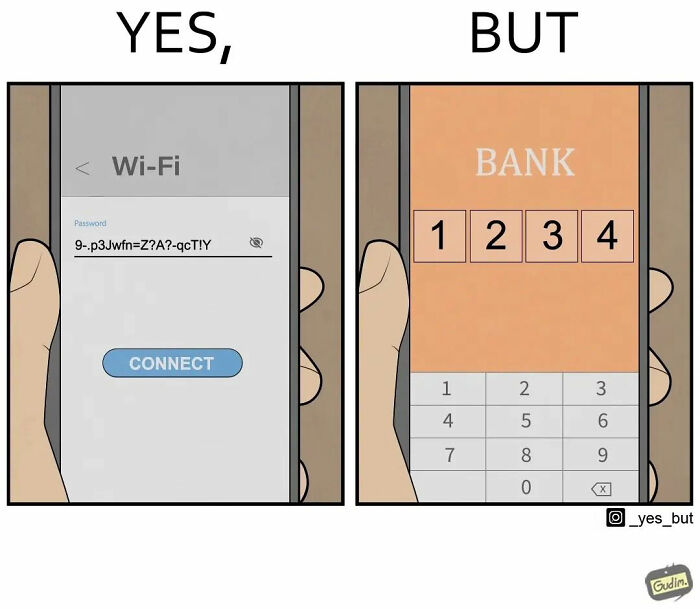 YES,
BUT
< Wi-Fi
Password
9-.p3Jwfn=Z?A?-qcT!Y
CONNECT
BANK
1 2 3 4
1 2 3
4 5 6
7 8 9
0 x
_yes_but
Gudim.